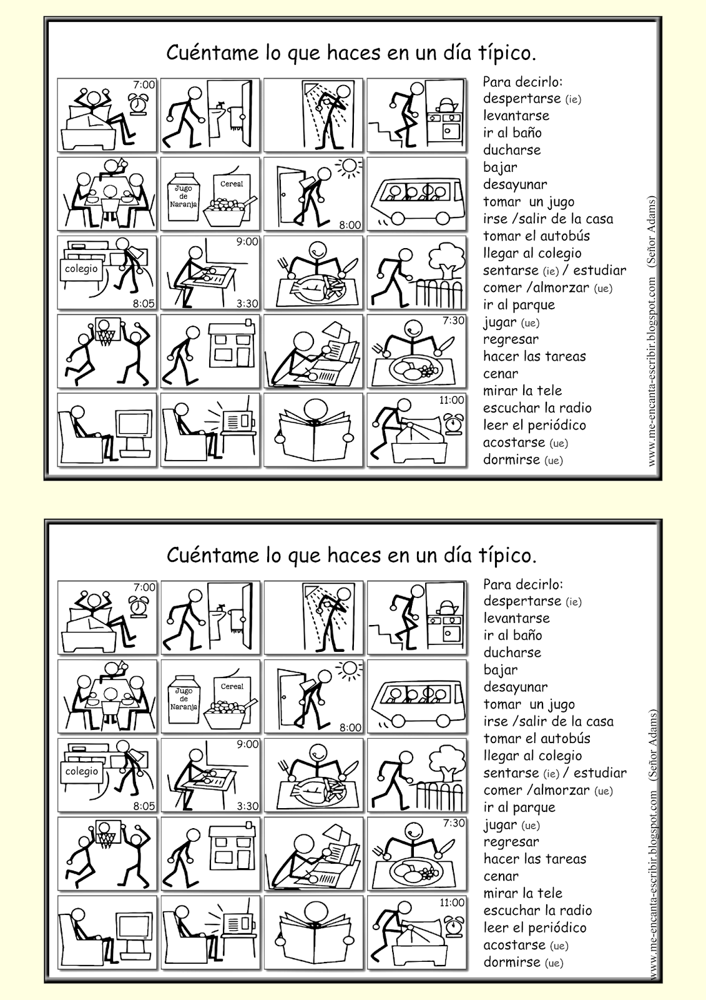 Cuéntame lo que haces en un día típico.
7:00
Jugo
de
Naranja
Cereal
8:00
colegio
8:05
9:00
3:30
7:30
11:00
Para decirlo:
despertarse (ie)
levantarse
ir al baño
ducharse
bajar
desayunar
tomar un jugo
irse /salir de la casa
tomar el autobús
llegar al colegio
sentarse (ie) / estudiar
comer /almorzar (ue)
ir al parque
jugar (ue)
regresar
hacer las tareas
cenar
mirar la tele
escuchar la radio
leer el periódico
acostarse (ue)
dormirse (ue)
www.me-encanta-escribir.blogspot.com (Señor Adams)
Cuéntame lo que haces en un día típico.
7:00
Jugo
de
Naranja
Cereal
8:00
colegio
8:05
9:00
3:30
7:30
11:00
Para decirlo:
despertarse (ie)
levantarse
ir al baño
ducharse
bajar
desayunar
tomar un jugo
irse /salir de la casa
tomar el autobús
llegar al colegio
sentarse (ie) / estudiar
comer /almorzar (ue)
ir al parque
jugar (ue)
regresar
hacer las tareas
cenar
mirar la tele
escuchar la radio
leer el periódico
acostarse (ue)
dormirse (ue)
www.me-encanta-escribir.blogspot.com (Señor Adams)